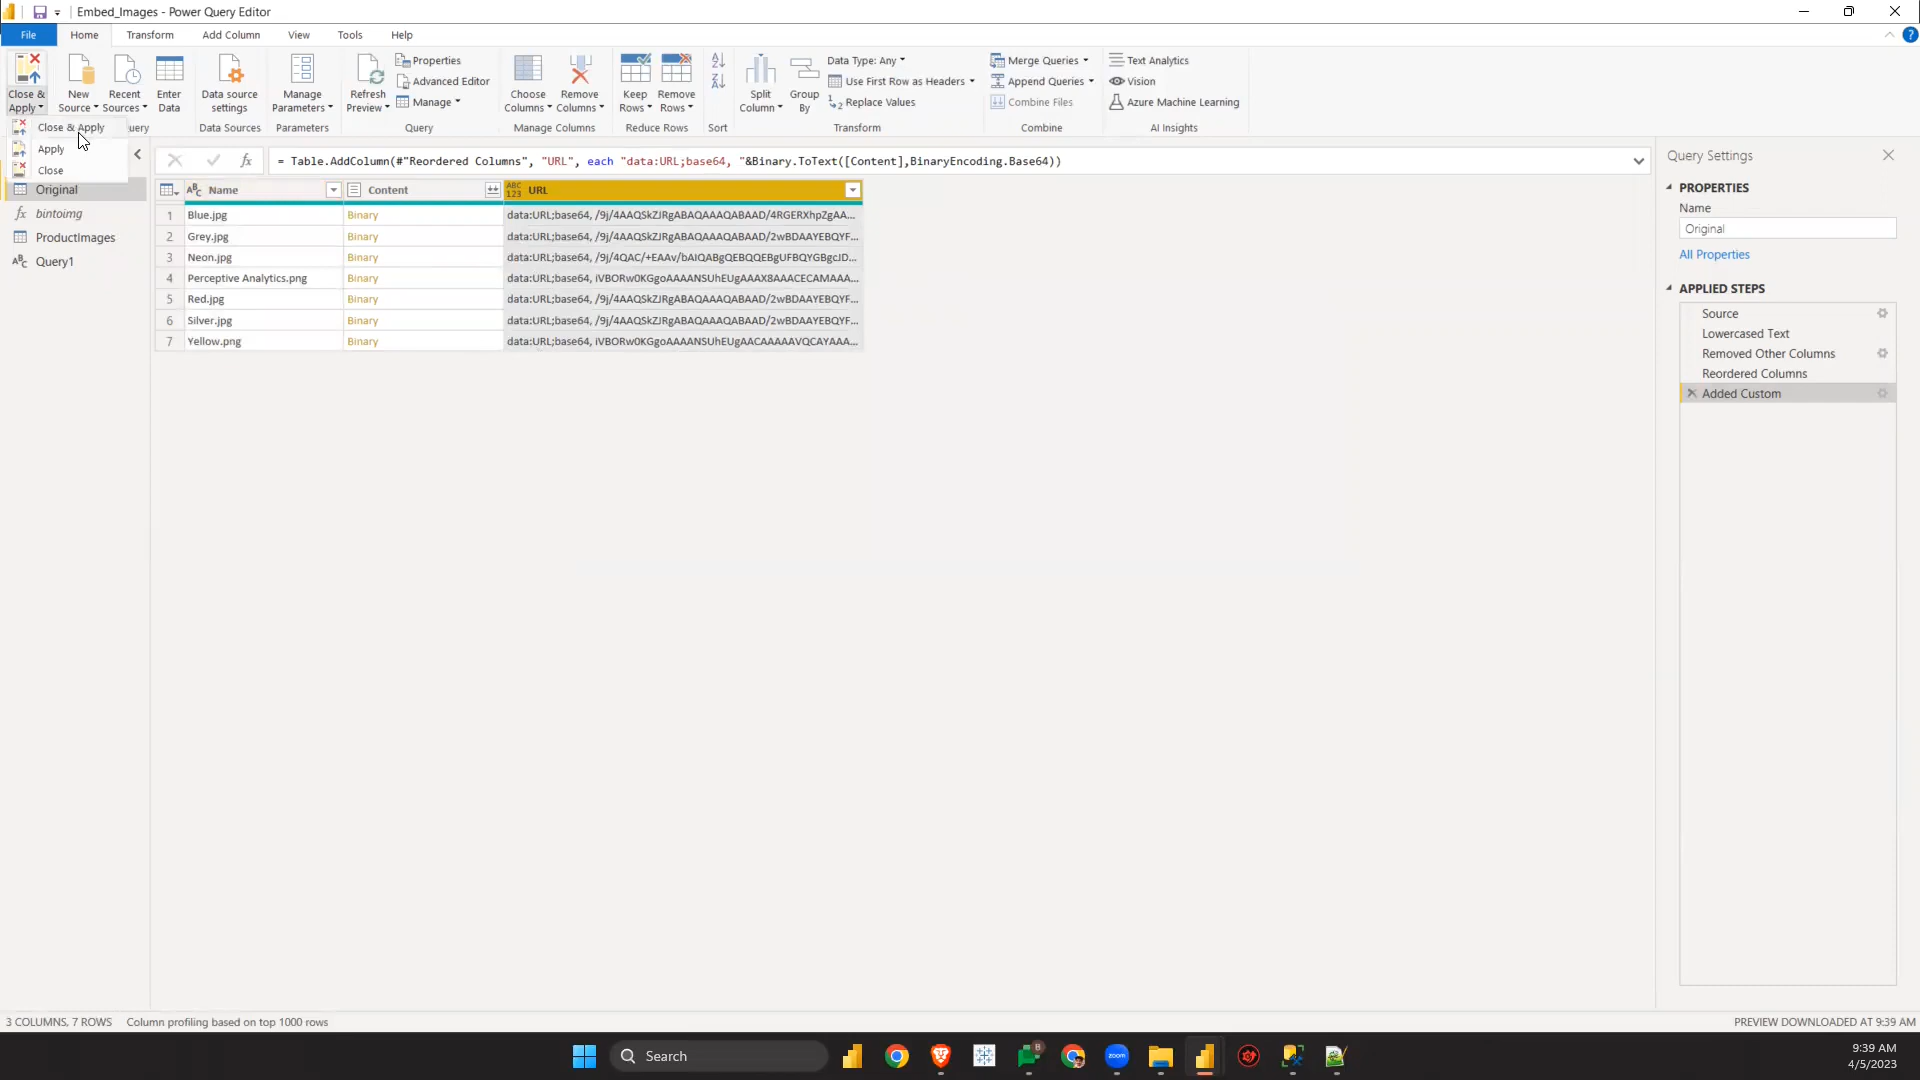 Embed_Images - Power Query Editor
File Home Transform Add Column View Tools Help
Close & Apply
New Source
Recent Sources
Enter Data
Data source settings
Manage Parameters
Refresh Preview
Properties
Advanced Editor
Manage
Choose Columns
Remove Columns
Keep Rows
Remove Rows
Split Column
Group By
Data Type: Any
Use First Row as Headers
Replace Values
Merge Queries
Append Queries
Combine Files
Text Analytics
Vision
Azure Machine Learning
uery Data Sources Parameters Query Manage Columns Reduce Rows Sort Transform Combine AI Insights
Close & Apply
Apply
Close
Original
bintoimg
ProductImages
Query1
fx = Table.AddColumn(#"Reordered Columns", "URL", each "data:URL;base64, "&Binary.ToText([Content],BinaryEncoding.Base64))
Name Content URL
1 Blue.jpg Binary data:URL;base64, /9j/4AAQSkZJRgABAQAAAQABAAD/4RGERXhpZgAA...
2 Grey.jpg Binary data:URL;base64, /9j/4AAQSkZJRgABAQAAAQABAAD/2wBDAAYEBQYF...
3 Neon.jpg Binary data:URL;base64, /9j/4QAC/+EAAv/bAIQABgQEBQQEBgUFBQYGBgcJD...
4 Perceptive Analytics.png Binary data:URL;base64, iVBORw0KGgoAAAANSUhEUgAAAX8AAACECAMAAA...
5 Red.jpg Binary data:URL;base64, /9j/4AAQSkZJRgABAQAAAQABAAD/2wBDAAYEBQYF...
6 Silver.jpg Binary data:URL;base64, /9j/4AAQSkZJRgABAQAAAQABAAD/2wBDAAYEBQYF...
7 Yellow.png Binary data:URL;base64, iVBORw0KGgoAAAANSUhEUgAACAAAAAVQCAYAAA...
Query Settings
PROPERTIES
Name
Original
All Properties
APPLIED STEPS
Source
Lowercased Text
Removed Other Columns
Reordered Columns
Added Custom
3 COLUMNS, 7 ROWS Column profiling based on top 1000 rows
PREVIEW DOWNLOADED AT 9:39 AM
Search
zoom
9:39 AM
4/5/2023